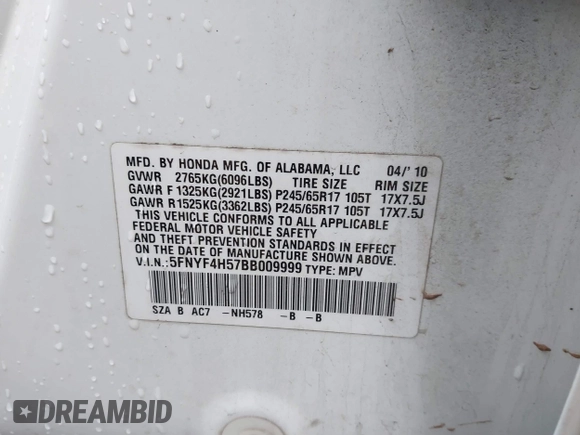 MFD. BY HONDA MFG. OF ALABAMA, LLC 04/'10
GVWR 2765KG(6096LBS) TIRE SIZE RIM SIZE
GAWR F 1325KG(2921LBS) P245/65R17 105T 17X7.5J
GAWR R1525KG(3362LBS) P245/65R17 105T 17X7.5J
THIS VEHICLE CONFORMS TO ALL APPLICABLE
FEDERAL MOTOR VEHICLE SAFETY
AND THEFT PREVENTION STANDARDS IN EFFECT
ON THE DATE OF MANUFACTURE SHOWN ABOVE.
V.I.N.:5FNYF4H57BB009999 TYPE: MPV
SZA B AC7 -NH578 -B -B
DREAMBID